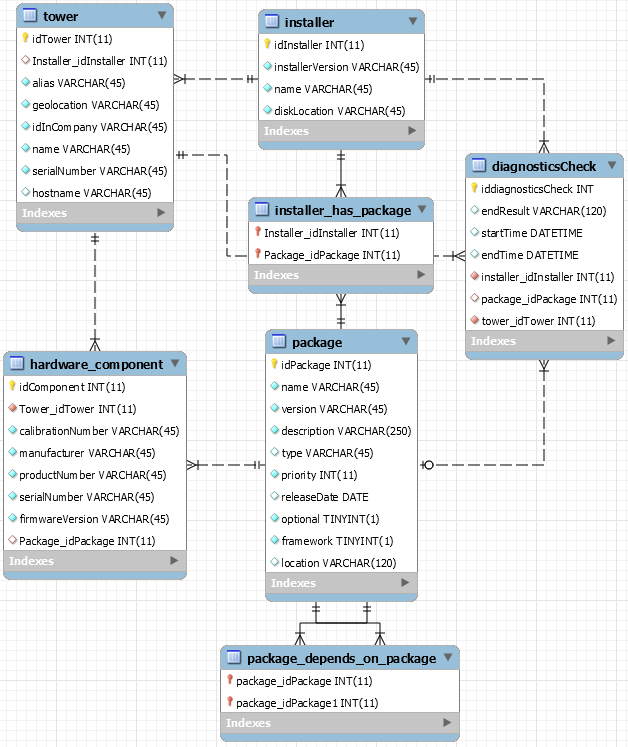 tower
idTower INT(11)
Installer_idInstaller INT(11)
alias VARCHAR(45)
geolocation VARCHAR(45)
idInCompany VARCHAR(45)
name VARCHAR(45)
serialNumber VARCHAR(45)
hostname VARCHAR(45)
Indexes
installer
idInstaller INT(11)
installerVersion VARCHAR(45)
name VARCHAR(45)
diskLocation VARCHAR(45)
Indexes
diagnosticsCheck
iddiagnosticsCheck INT
endResult VARCHAR(120)
startTime DATETIME
endTime DATETIME
installer_idInstaller INT(11)
package_idPackage INT(11)
tower_idTower INT(11)
Indexes
installer_has_package
Installer_idInstaller INT(11)
Package_idPackage INT(11)
Indexes
hardware_component
idComponent INT(11)
Tower_idTower INT(11)
calibrationNumber VARCHAR(45)
manufacturer VARCHAR(45)
productNumber VARCHAR(45)
serialNumber VARCHAR(45)
firmwareVersion VARCHAR(45)
Package_idPackage INT(11)
Indexes
package
idPackage INT(11)
name VARCHAR(45)
version VARCHAR(45)
description VARCHAR(250)
type VARCHAR(45)
priority INT(11)
releaseDate DATE
optional TINYINT(1)
framework TINYINT(1)
location VARCHAR(120)
Indexes
package_depends_on_package
package_idPackage INT(11)
package_idPackage1 INT(11)
Indexes